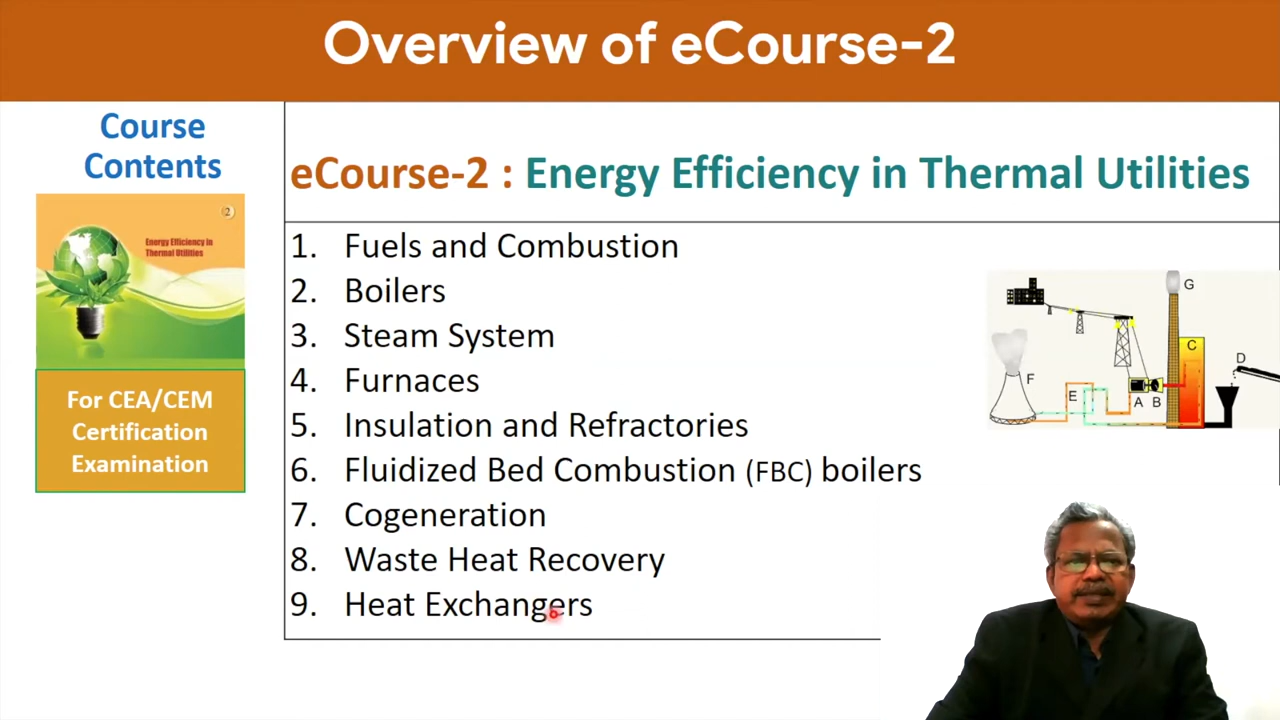 Overview of eCourse-2
Course
Contents
2
Energy Efficiency in
Thermal Utilities
For CEA/CEM
Certification
Examination
eCourse-2 : Energy Efficiency in Thermal Utilities
1. Fuels and Combustion
2. Boilers
3. Steam System
4. Furnaces
5. Insulation and Refractories
6. Fluidized Bed Combustion (FBC) boilers
7. Cogeneration
8. Waste Heat Recovery
9. Heat Exchangers
G
C
D
F
E
A B